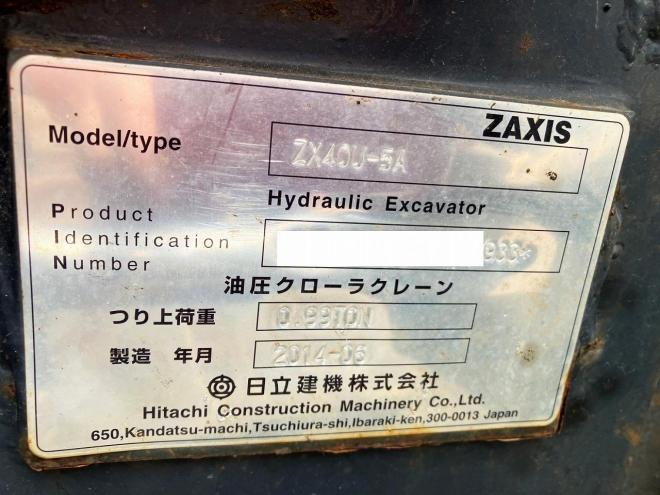 ZAXIS
Model/type ZX40U-5A
Hydraulic Excavator
Product
Identification 933*
Number
油圧クローラクレーン
つり上荷重 0.99TON
製造 年月 2014-06
日立建機株式会社
Hitachi Construction Machinery Co.,Ltd.
650,Kandatsu-machi,Tsuchiura-shi,Ibaraki-ken,300-0013 Japan